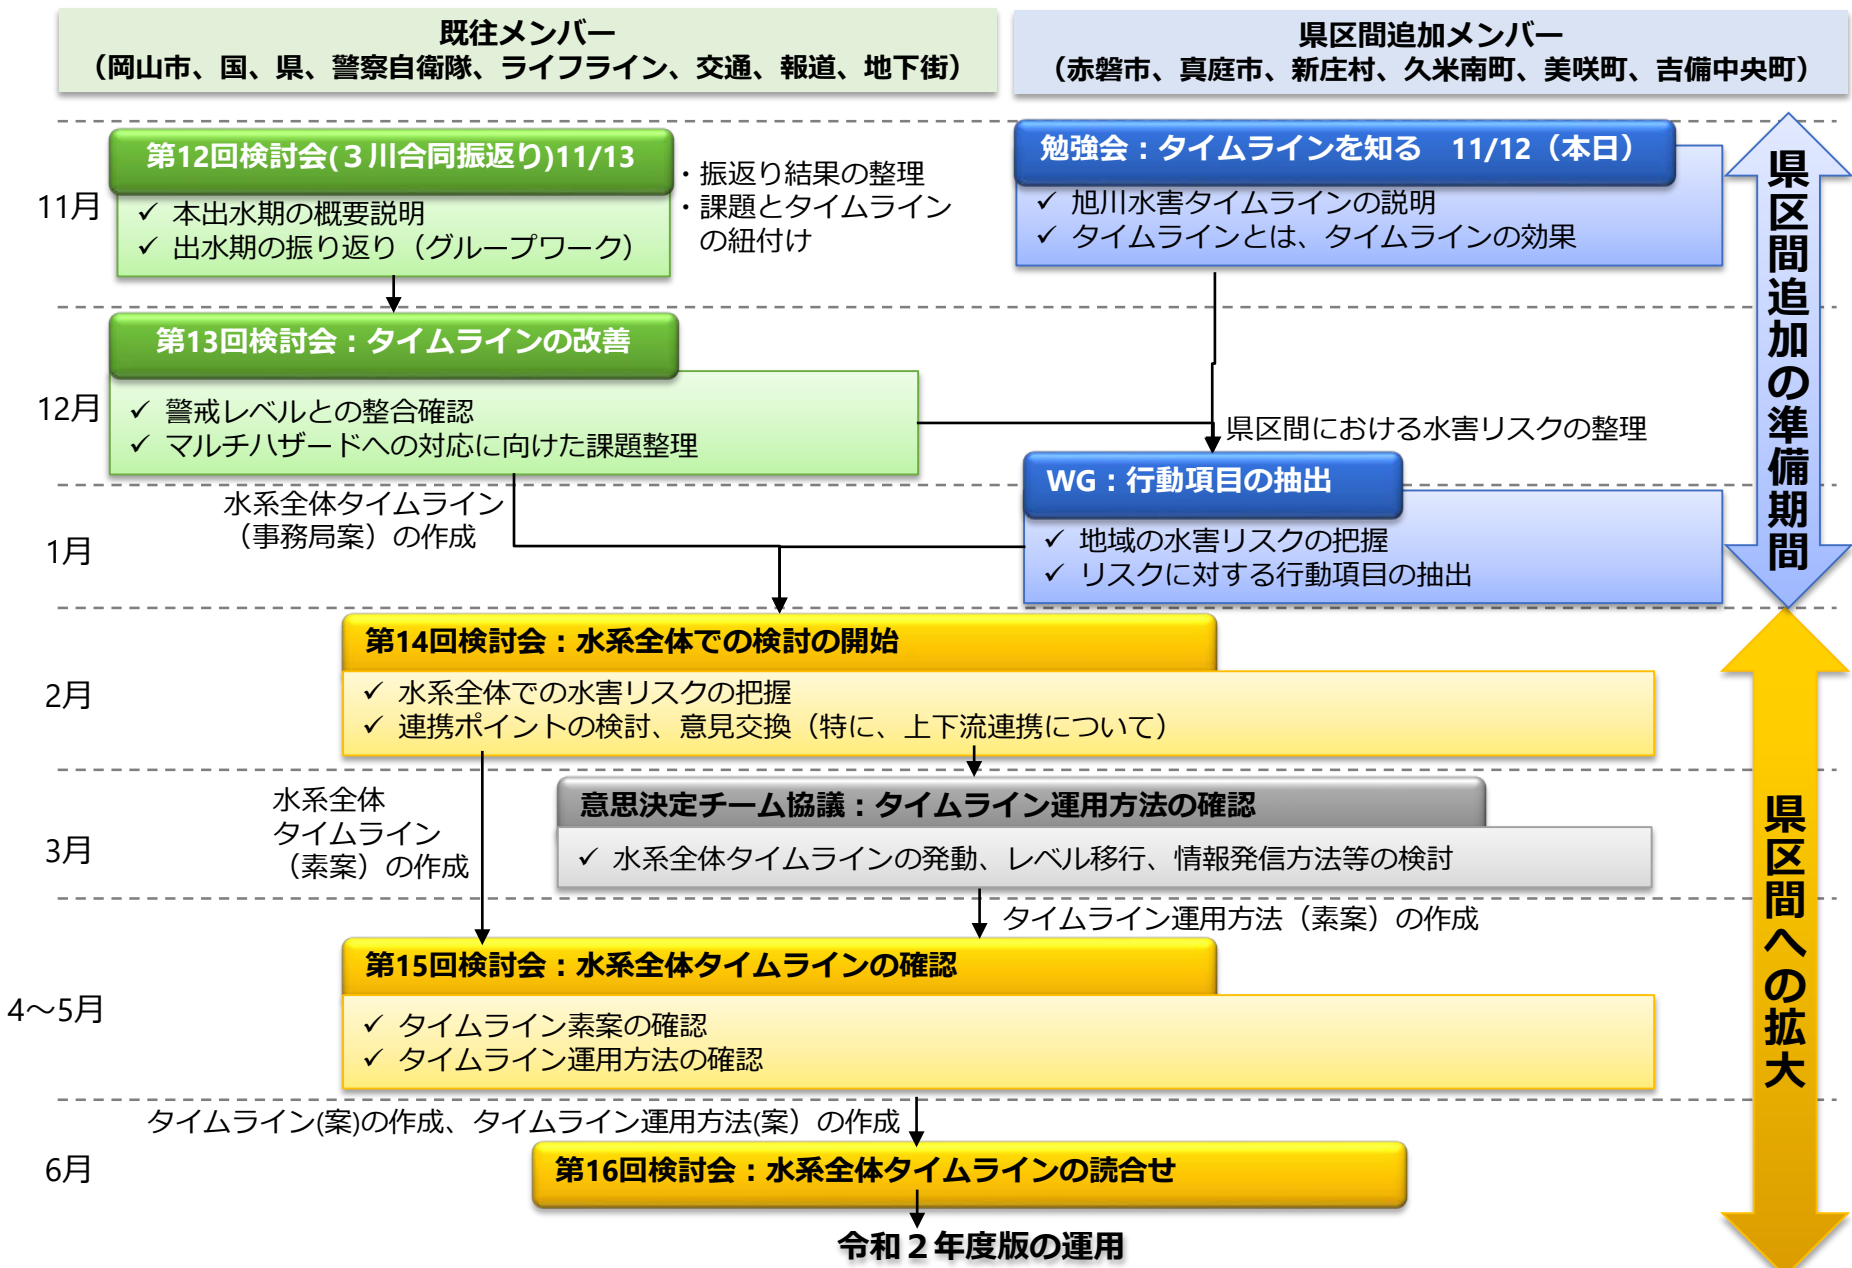 既往メンバー
（岡山市、国、県、警察自衛隊、ライフライン、交通、報道、地下街）
県区間追加メンバー
（赤磐市、真庭市、新庄村、久米南町、美咲町、吉備中央町）
11月
第12回検討会(３川合同振返り)11/13
✓ 本出水期の概要説明
✓ 出水期の振り返り（グループワーク）
・振返り結果の整理
・課題とタイムライン
の紐付け
勉強会：タイムラインを知る　11/12（本日）
✓ 旭川水害タイムラインの説明
✓ タイムラインとは、タイムラインの効果
県区間追加の準備期間
12月
第13回検討会：タイムラインの改善
✓ 警戒レベルとの整合確認
✓ マルチハザードへの対応に向けた課題整理
県区間における水害リスクの整理
1月
水系全体タイムライン
（事務局案）の作成
WG：行動項目の抽出
✓ 地域の水害リスクの把握
✓ リスクに対する行動項目の抽出
2月
第14回検討会：水系全体での検討の開始
✓ 水系全体での水害リスクの把握
✓ 連携ポイントの検討、意見交換（特に、上下流連携について）
県区間への拡大
3月
水系全体
タイムライン
（素案）の作成
意思決定チーム協議：タイムライン運用方法の確認
✓ 水系全体タイムラインの発動、レベル移行、情報発信方法等の検討
タイムライン運用方法（素案）の作成
4～5月
第15回検討会：水系全体タイムラインの確認
✓ タイムライン素案の確認
✓ タイムライン運用方法の確認
タイムライン(案)の作成、タイムライン運用方法(案）の作成
6月
第16回検討会：水系全体タイムラインの読合せ
令和２年度版の運用